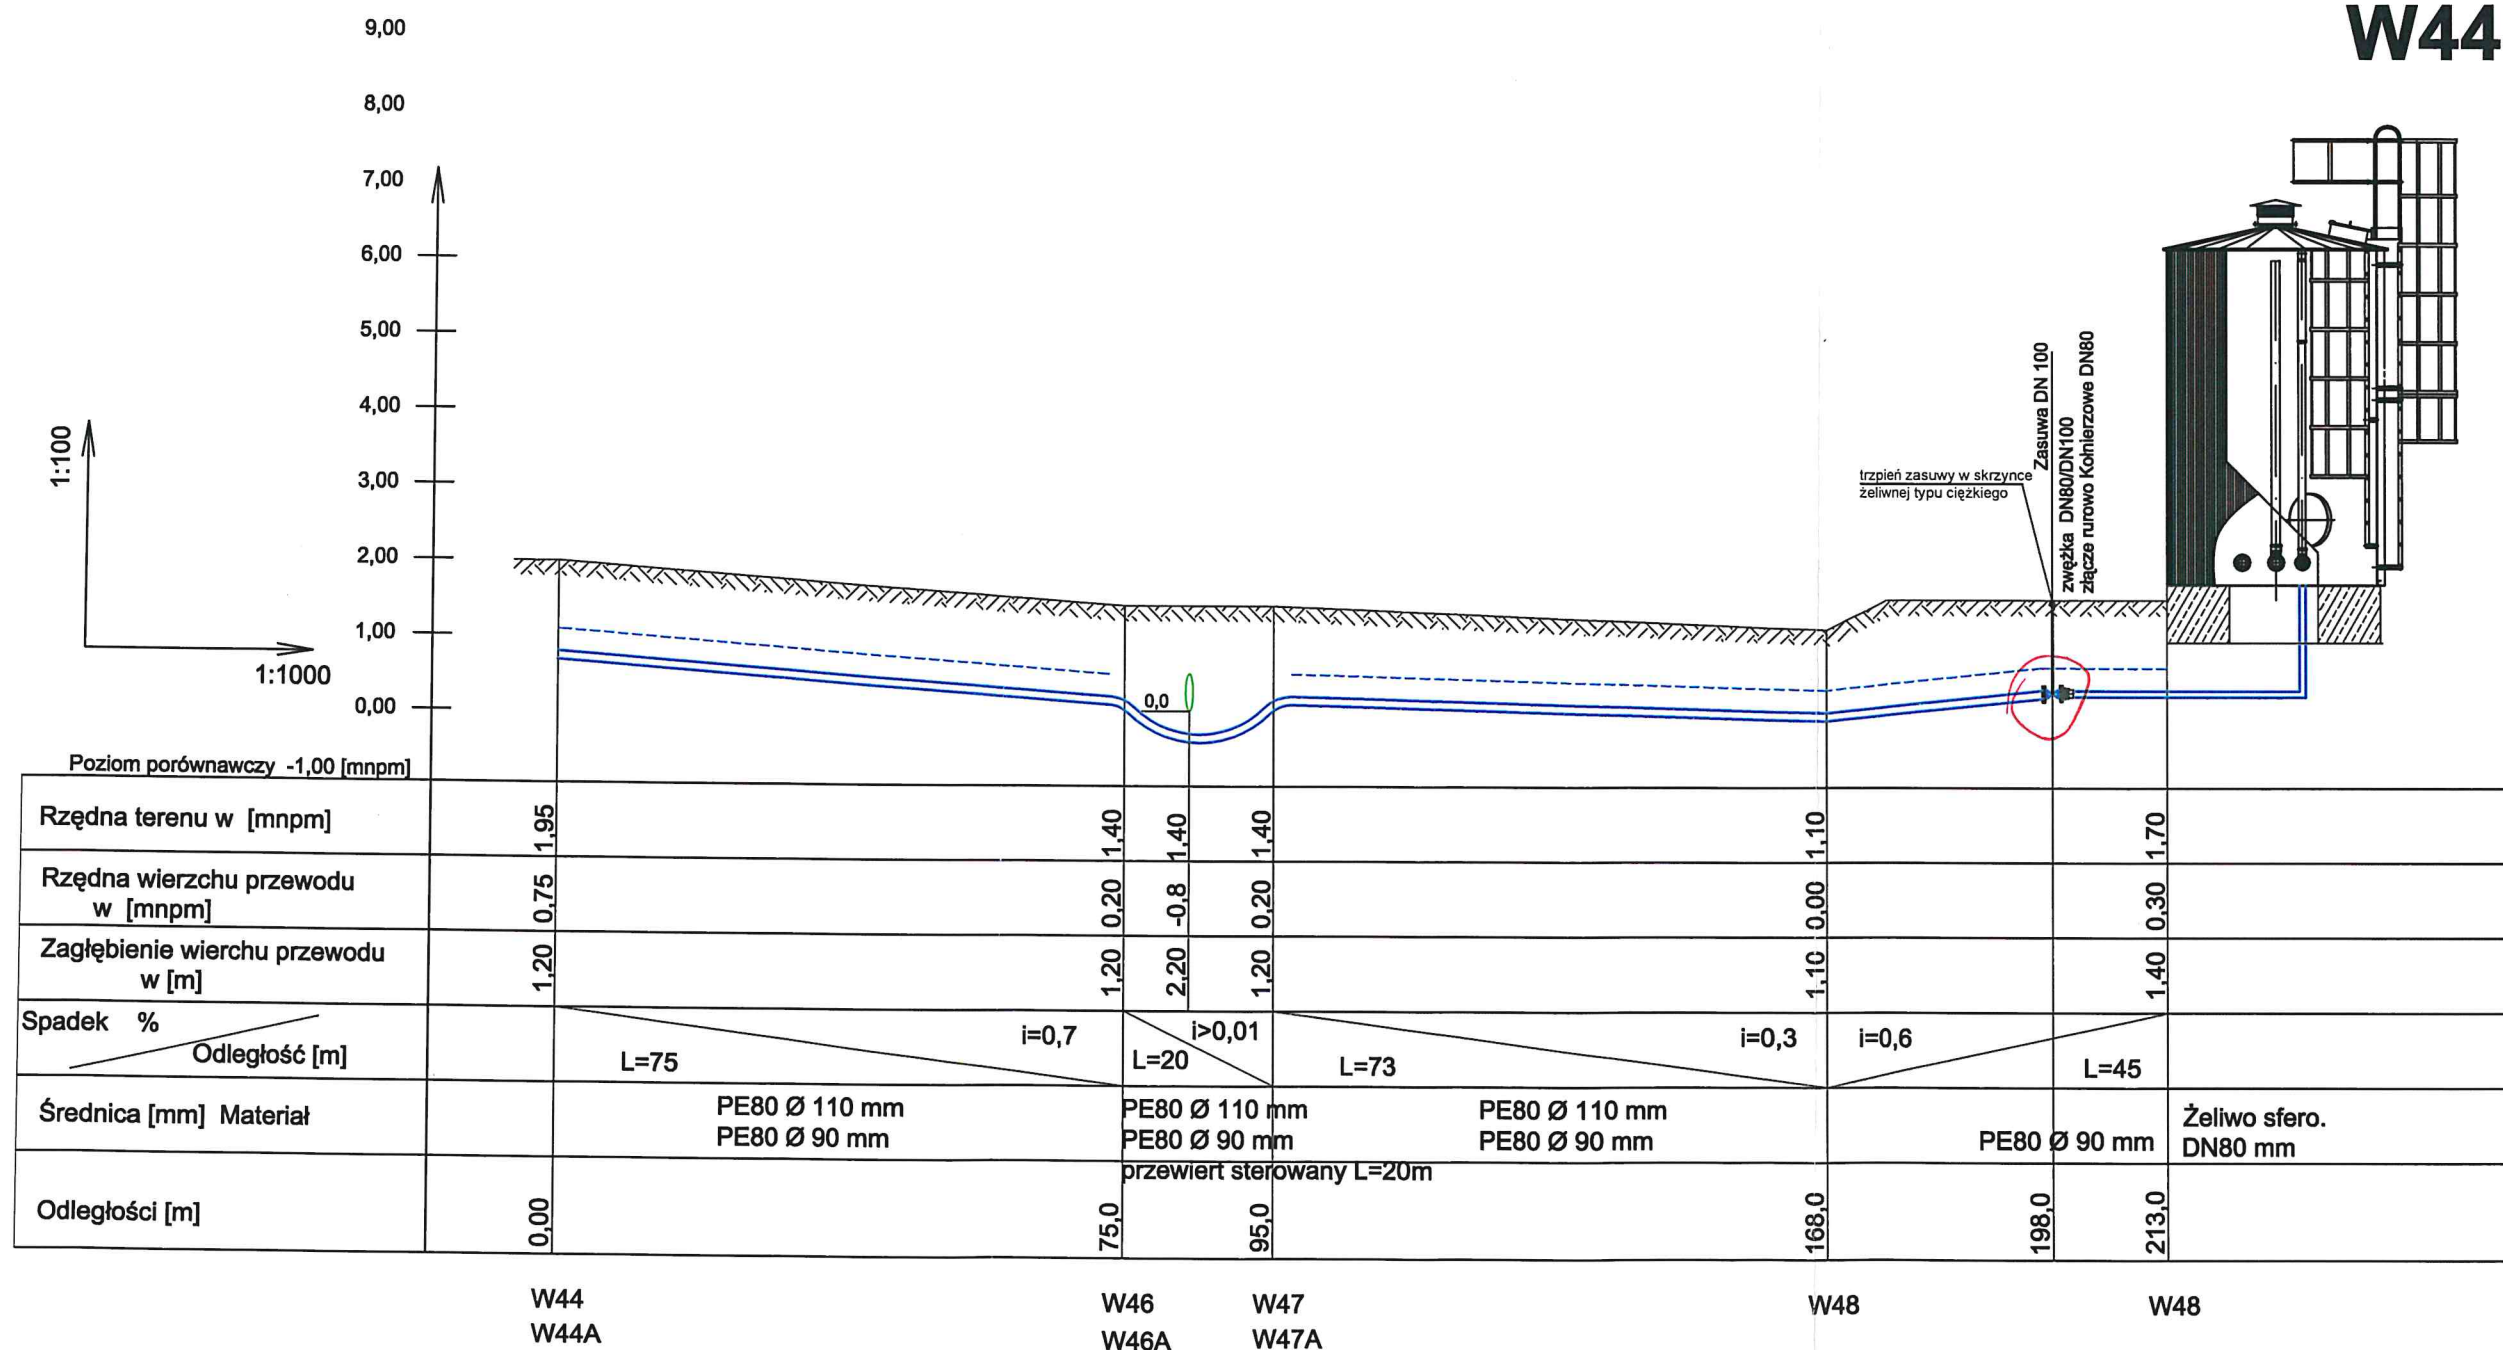 W44
9,00
8,00
7,00
6,00
5,00
4,00
3,00
2,00
1,00
0,00
1:100
1:1000
Zasuwa DN 100
zwężka DN80/DN100
złącze rurowo Kołnierzowe DN80
trzpień zasuwy w skrzynce
żeliwnej typu ciężkiego
0,0
Poziom porównawczy -1,00 [mnpm]
Rzędna terenu w [mnpm]
1,95 1,40 1,40 1,40 1,10 1,70
Rzędna wierzchu przewodu
w [mnpm]
0,75 0,20 -0,8 0,20 0,00 0,30
Zagłębienie wierchu przewodu
w [m]
1,20 1,20 2,20 1,20 1,10 1,40
Spadek %
Odległość [m]
i=0,7 i>0,01 i=0,3 i=0,6
L=75 L=20 L=73 L=45
Średnica [mm] Materiał
PE80 Ø 110 mm
PE80 Ø 90 mm
PE80 Ø 110 mm
PE80 Ø 90 mm
przewiert sterowany L=20m
PE80 Ø 110 mm
PE80 Ø 90 mm
PE80 Ø 90 mm
Żeliwo sfero.
DN80 mm
Odległości [m]
0,00 75,0 95,0 168,0 198,0 213,0
W44 W46 W47 W48 W48
W44A W46A W47A